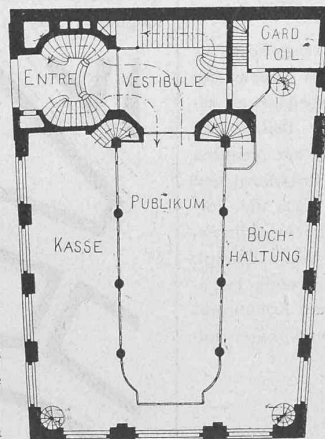 GARD
TOIL
ENTRE
VESTIBULE
PUBLIKUM
KASSE
BUCH-
HALTUNG